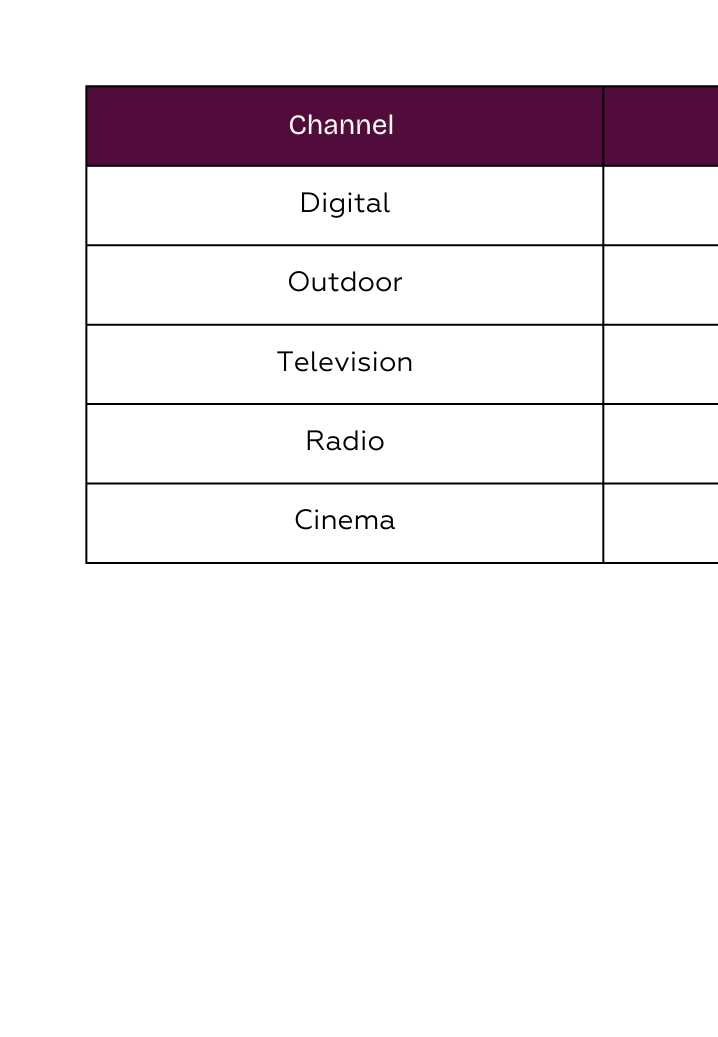 Channel
Digital
Outdoor
Television
Radio
Cinema